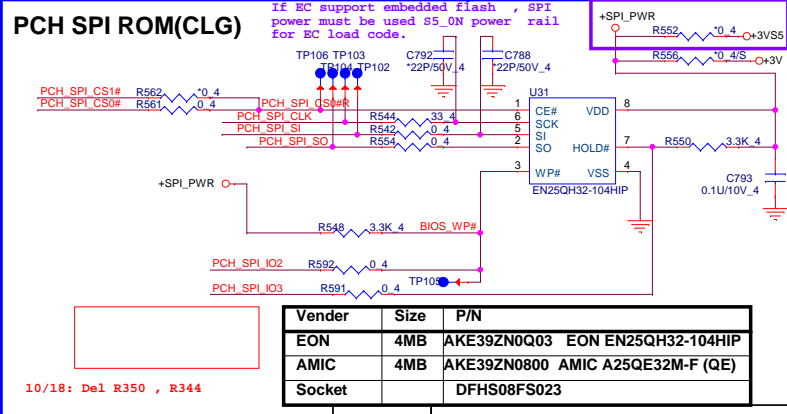 PCH SPI ROM(CLG)
If EC support embedded flash , SPI
power must be used S5_0N power rail
for EC load code.
+SPI_PWR
R552 *0_4 +3VS5
R556 *0_4/S +3V
TP106 TP103
TP104 TP102
C792
*22P/50V_4
C788
*22P/50V_4
PCH_SPI_CS1# R562 *0_4
PCH_SPI_CS0# R561 0_4 PCH_SPI_CS0#R
PCH_SPI_CLK R544 33_4
PCH_SPI_SI R542 0_4
PCH_SPI_SO R554 0_4
U31
1 CE# VDD 8
6 SCK
5 SI
2 SO HOLD# 7
3 WP# VSS 4
EN25QH32-104HIP
R550 3.3K_4
C793
0.1U/10V_4
+SPI_PWR
R548 3.3K_4 BIOS_WP#
PCH_SPI_IO2 R592 0_4
TP105
PCH_SPI_IO3 R591 0_4
Vender Size P/N
EON 4MB AKE39ZN0Q03 EON EN25QH32-104HIP
AMIC 4MB AKE39ZN0800 AMIC A25QE32M-F (QE)
Socket DFHS08FS023
10/18: Del R350 , R344